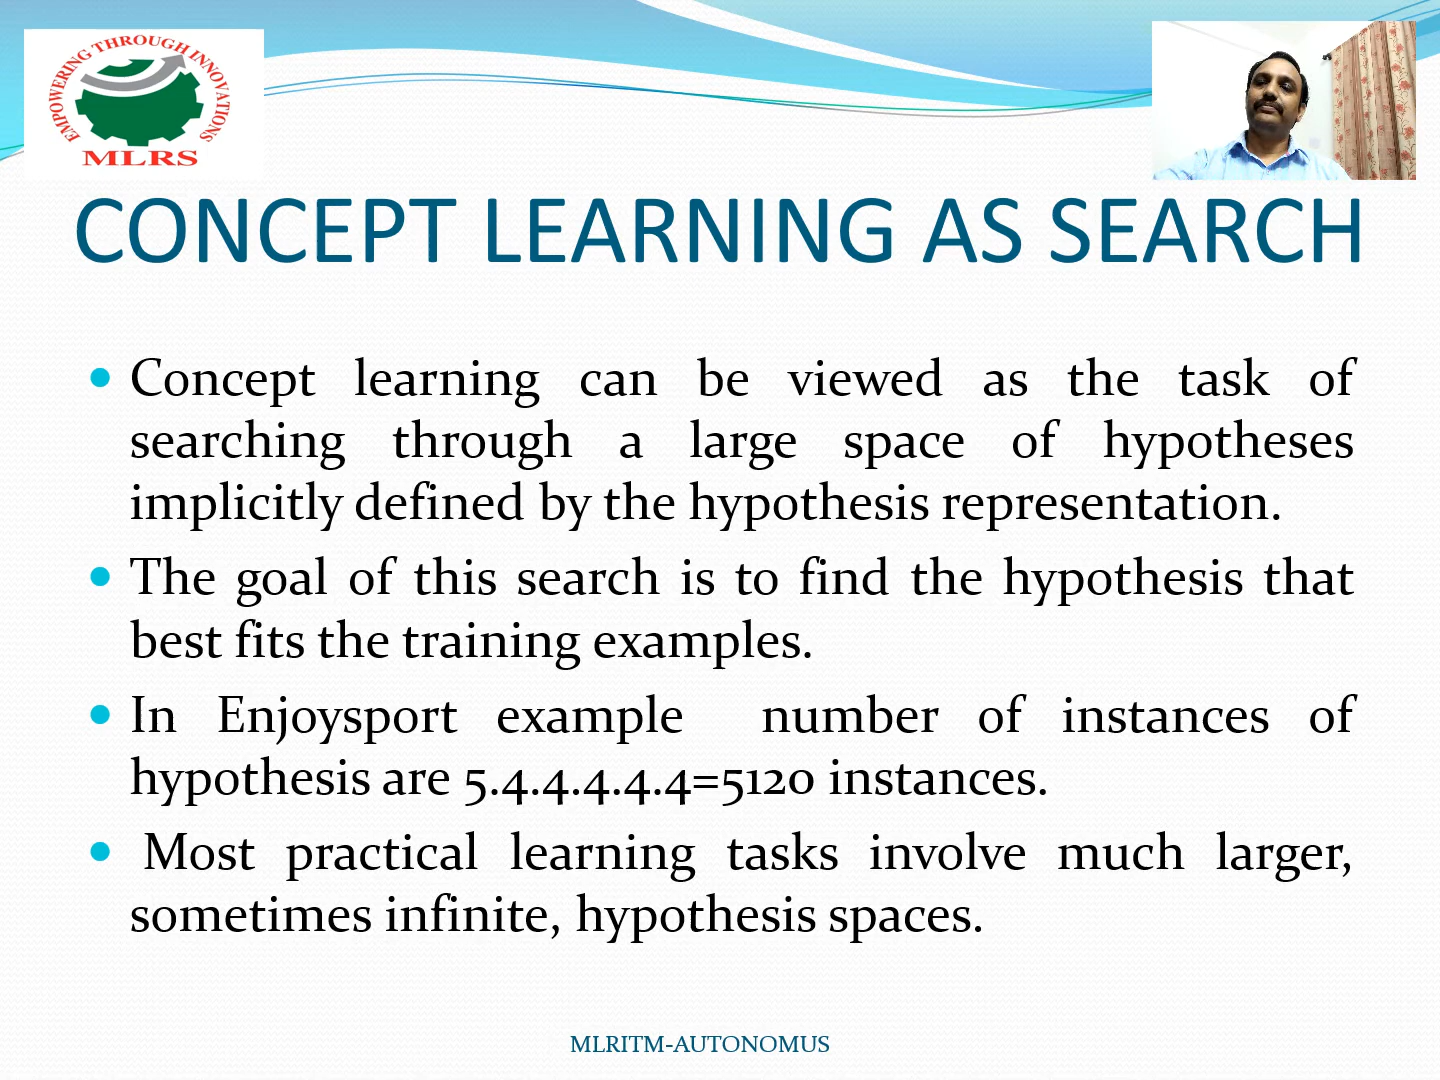 EMPOWERING THROUGH INNOVATIONS
MLRS
CONCEPT LEARNING AS SEARCH
• Concept learning can be viewed as the task of
searching through a large space of hypotheses
implicitly defined by the hypothesis representation.
• The goal of this search is to find the hypothesis that
best fits the training examples.
• In Enjoysport example number of instances of
hypothesis are 5.4.4.4.4.4=5120 instances.
• Most practical learning tasks involve much larger,
sometimes infinite, hypothesis spaces.
MLRITM-AUTONOMUS